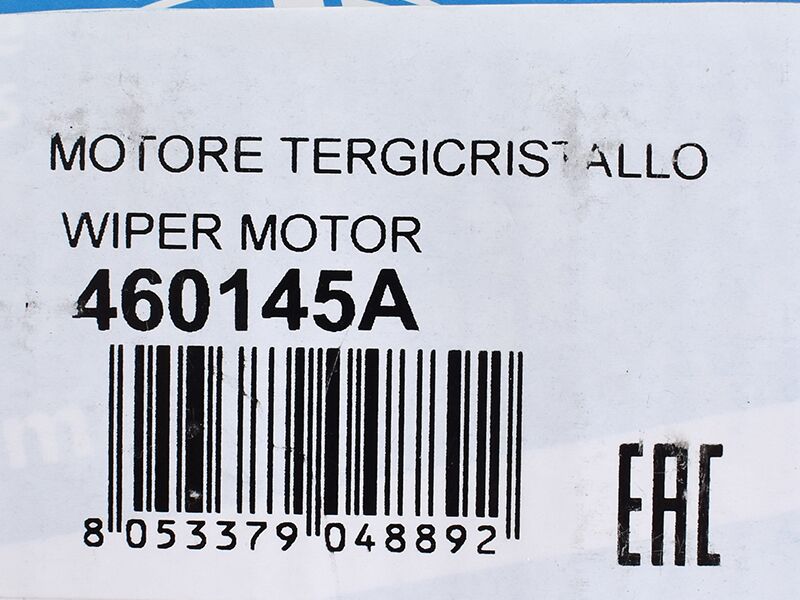 MOTORE TERGICRISTALLO
WIPER MOTOR
460145A
8 053379 048892
EAC